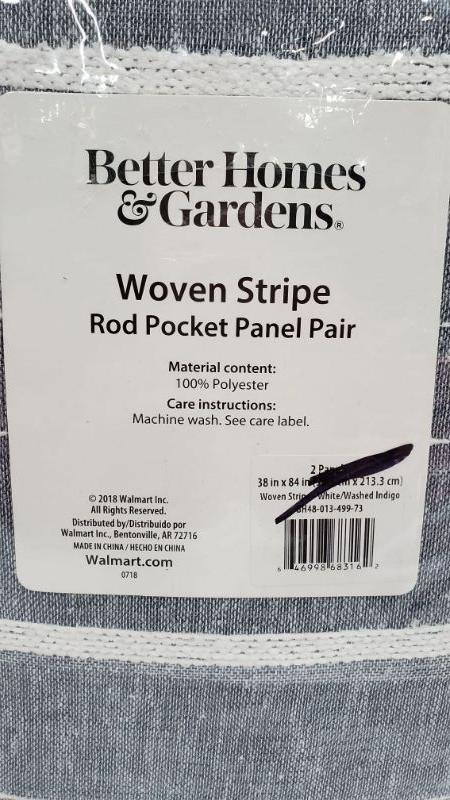 Better Homes
& Gardens®
Woven Stripe
Rod Pocket Panel Pair
Material content:
100% Polyester
Care instructions:
Machine wash. See care label.
© 2018 Walmart Inc.
All Rights Reserved.
Distributed by/Distribuido por
Walmart Inc., Bentonville, AR 72716
MADE IN CHINA / HECHO EN CHINA
Walmart.com
0718
2
38 in x 84 in x 213.3 cm)
Woven White/Washed Indigo
BH48-013-499-73
6 46998 68316 2